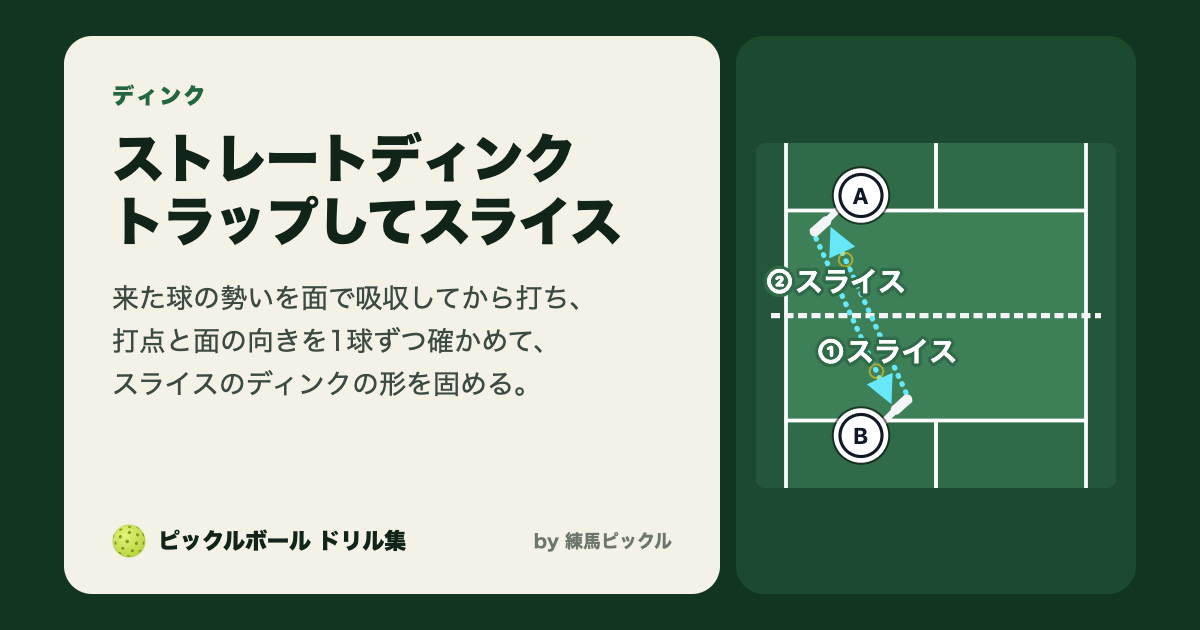 ディンク
ストレートディンク
トラップしてスライス
来た球の勢いを面で吸収してから打ち、
打点と面の向きを1球ずつ確かめて、
スライスのディンクの形を固める。
ピックルボール ドリル集
by 練馬ピックル
A
②スライス
①スライス
B